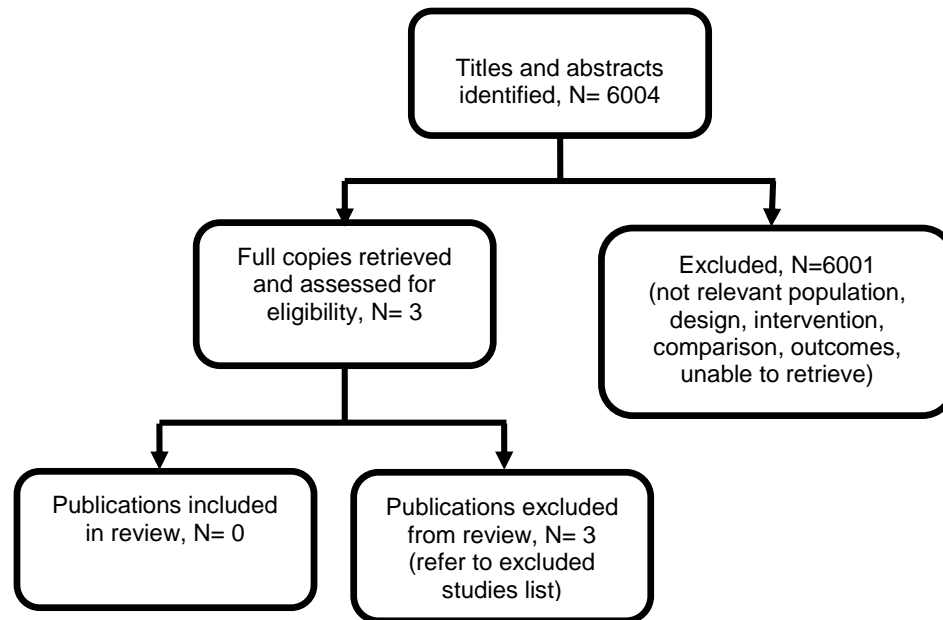 Titles and abstracts
identified, N= 6004
Full copies retrieved
and assessed for
eligibility, N= 3
Excluded, N=6001
(not relevant population,
design, intervention,
comparison, outcomes,
unable to retrieve)
Publications included
in review, N= 0
Publications excluded
from review, N= 3
(refer to excluded
studies list)